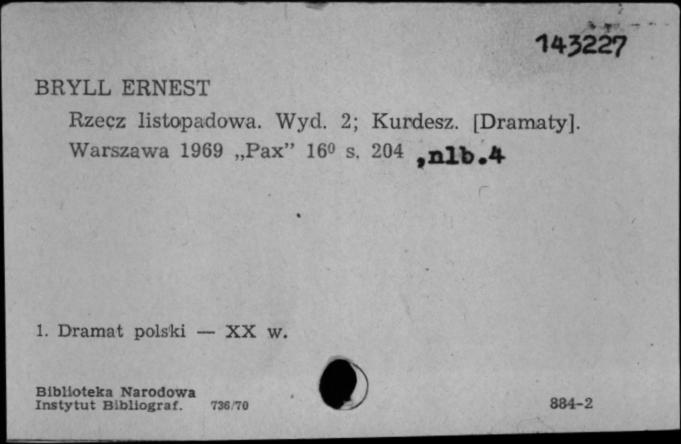 143227
BRYLL ERNEST
Rzecz listopadowa. Wyd. 2; Kurdesz. [Dramaty].
Warszawa 1969 „Pax” 16⁰ s. 204 ,nlb.4
1. Dramat polski — XX w.
Biblioteka Narodowa
Instytut Bibliograf. 736/70
884-2